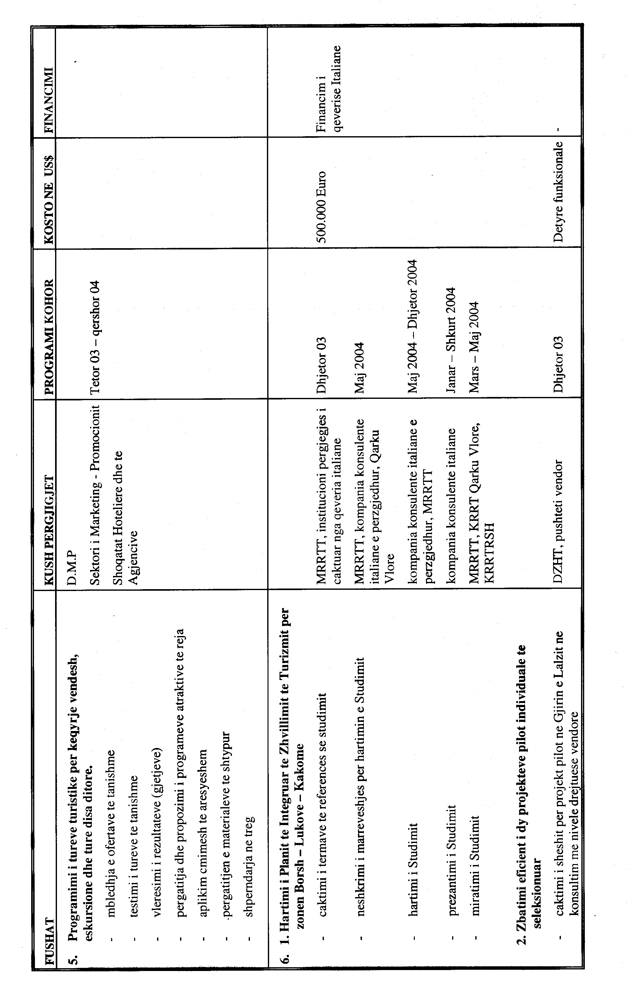 FUSHAT KUSH PERGJIGJET PROGRAMI KOHOR KOSTO NE US$ FINANCIMI
5. Programimi i tureve turistike per keqyrje vendesh, D.M.P
eskursione dhe ture disa ditore. Sektori i Marketing - Promocionit Tetor 03 – qershor 04
- mbledhja e ofertave te tanishme Shoqatat Hoteliere dhe te
- testimi i tureve te tanishme Agjencive
- vleresimi i rezultateve (gjetjeve)
- pergatitja dhe propozimi i programeve atraktive te reja
- aplikim cmimesh te aresyeshem
- pergatitjen e materialeve te shtypur
- shperndarja ne treg
6. 1. Hartimi i Planit te Integruar te Zhvillimit te Turizmit per
zonen Borsh – Lukove – Kakome
- caktimi i termave te references se studimit MRRTT, institucioni pergjegjes i Dhjetor 03 500.000 Euro Financim i
caktuar nga qeveria italiane qeverise Italiane
- neshkrimi i marreveshjes per hartimin e Studimit MRRTT, kompania konsulente Maj 2004
italiane e perzgjedhur, Qarku
Vlore
- hartimi i Studimit kompania konsulente italiane e Maj 2004 – Dhjetor 2004
perzgjedhur, MRRTT
- prezantimi i Studimit kompania konsulente italiane Janar – Shkurt 2004
- miratimi i Studimit MRRTT, KRRT Qarku Vlore, Mars – Maj 2004
KRRTRSH
2. Zbatimi eficient i dy projekteve pilot individuale te
seleksionuar
- caktimi i sheshit per projekt pilot ne Gjirin e Lalzit ne DZHT, pushteti vendor Dhjetor 03 Detyre funksionale -
konsultim me nivele drejtuese vendore